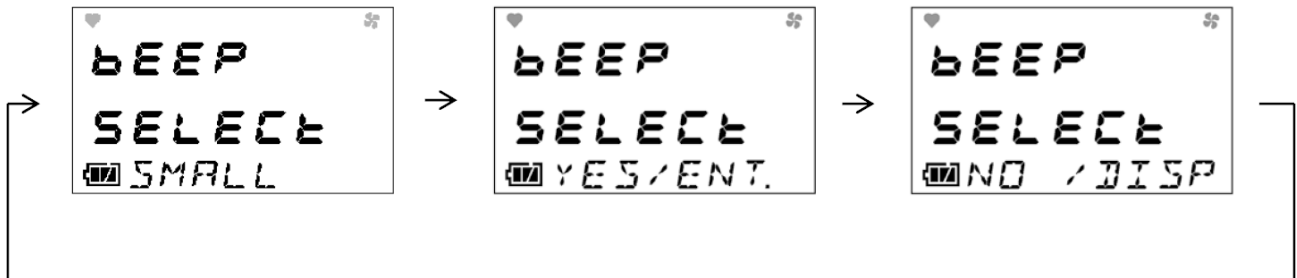 bEEP
SELECt
SMALL
bEEP
SELECt
YES/ENT.
bEEP
SELECt
NO /DISP